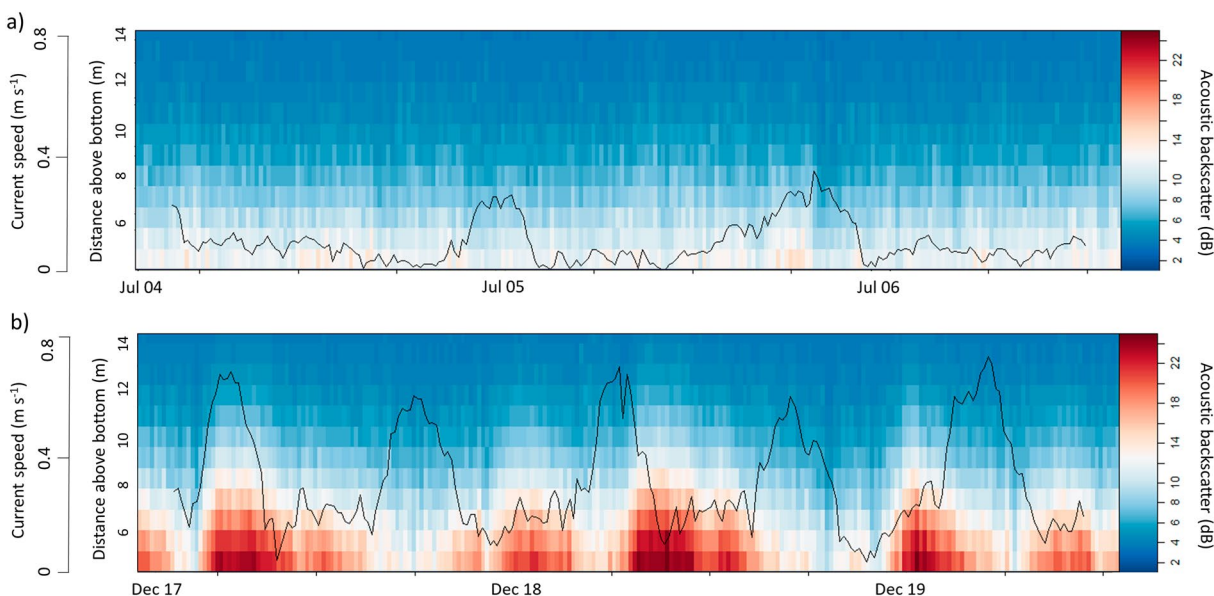 a)
Current speed (m s-1)
0.8
0.4
0
Distance above bottom (m)
14
12
10
8
6
Jul 04
Jul 05
Jul 06
22
18
14
10
8
6
4
2
Acoustic backscatter (dB)
b)
Current speed (m s-1)
0.8
0.4
0
Distance above bottom (m)
14
12
10
8
6
Dec 17
Dec 18
Dec 19
22
18
14
10
8
6
4
2
Acoustic backscatter (dB)